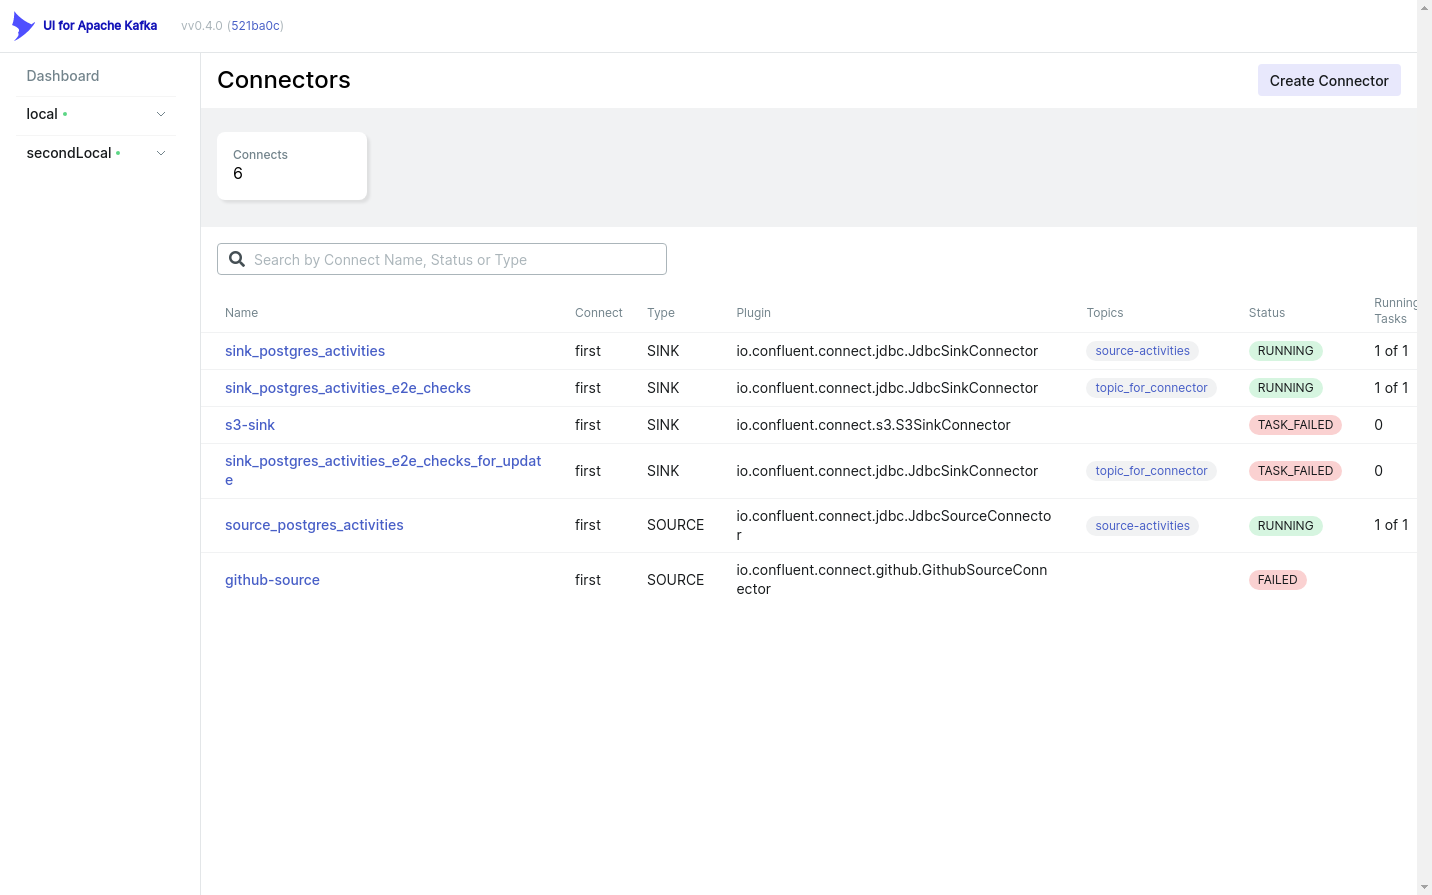 UI for Apache Kafka vv0.4.0 (521ba0c)
Dashboard
local
secondLocal
Connectors
Create Connector
Connects
6
Search by Connect Name, Status or Type
Name Connect Type Plugin Topics Status Running
Tasks
sink_postgres_activities first SINK io.confluent.connect.jdbc.JdbcSinkConnector source-activities RUNNING 1 of 1
sink_postgres_activities_e2e_checks first SINK io.confluent.connect.jdbc.JdbcSinkConnector topic_for_connector RUNNING 1 of 1
s3-sink first SINK io.confluent.connect.s3.S3SinkConnector TASK_FAILED 0
sink_postgres_activities_e2e_checks_for_updat
e first SINK io.confluent.connect.jdbc.JdbcSinkConnector topic_for_connector TASK_FAILED 0
source_postgres_activities first SOURCE io.confluent.connect.jdbc.JdbcSourceConnecto
r source-activities RUNNING 1 of 1
github-source first SOURCE io.confluent.connect.github.GithubSourceConn
ector FAILED